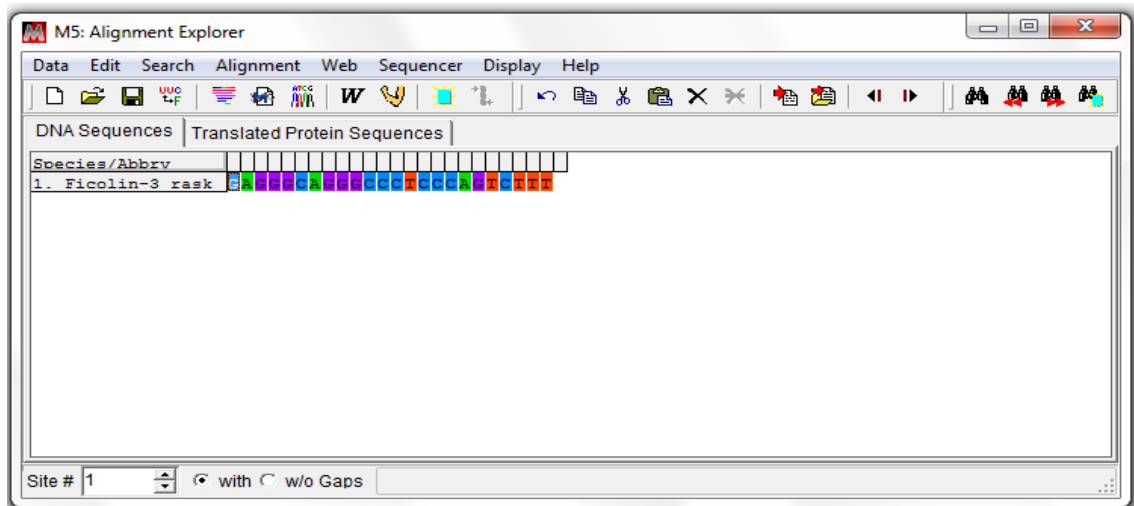 M5: Alignment Explorer
Data Edit Search Alignment Web Sequencer Display Help
W
DNA Sequences Translated Protein Sequences
Species/Abbrv
1. Ficolin-3 rask GAGGGCAGGGCCCTCCCAGTCTTT
Site # 1 with w/o Gaps